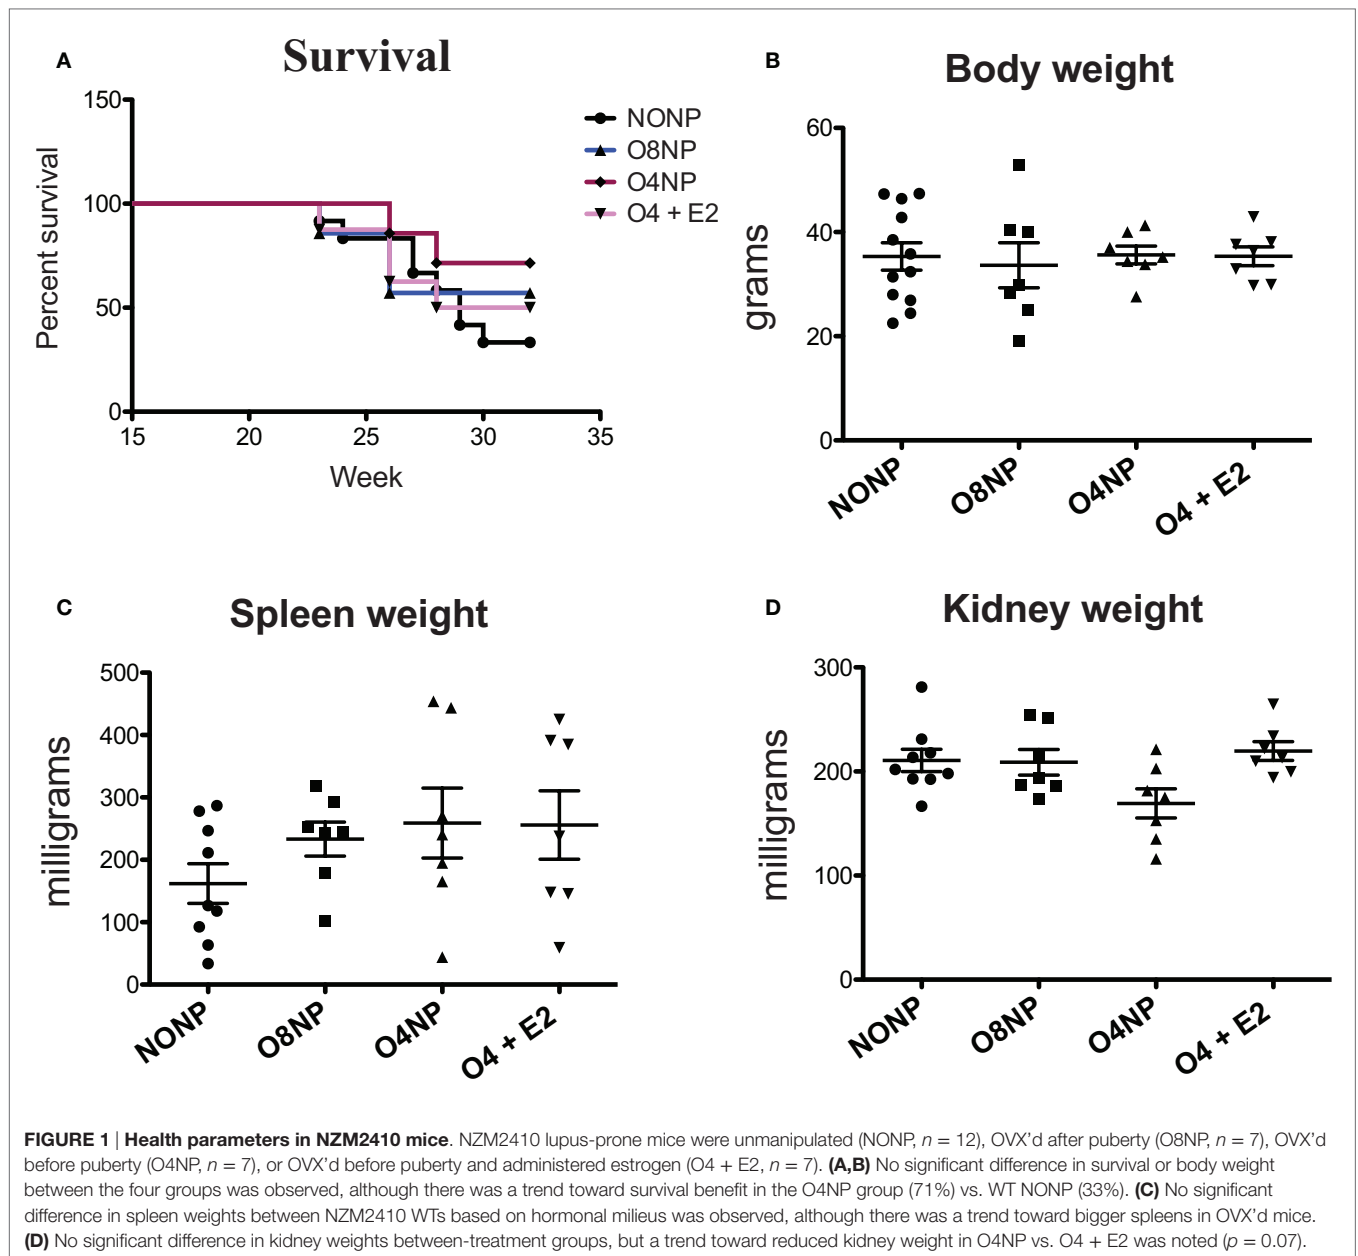 A
Survival
150
100
50
0
15
20
25
30
35
Percent survival
Week
NONP
O8NP
O4NP
O4 + E2
B
Body weight
60
40
20
0
grams
NONP
O8NP
O4NP
O4 + E2
C
Spleen weight
500
400
300
200
100
0
milligrams
NONP
O8NP
O4NP
O4 + E2
D
Kidney weight
300
200
100
0
milligrams
NONP
O8NP
O4NP
O4 + E2
FIGURE 1 | Health parameters in NZM2410 mice. NZM2410 lupus-prone mice were unmanipulated (NONP, n = 12), OVX'd after puberty (O8NP, n = 7), OVX'd
before puberty (O4NP, n = 7), or OVX'd before puberty and administered estrogen (O4 + E2, n = 7). (A,B) No significant difference in survival or body weight
between the four groups was observed, although there was a trend toward survival benefit in the O4NP group (71%) vs. WT NONP (33%). (C) No significant
difference in spleen weights between NZM2410 WTs based on hormonal milieus was observed, although there was a trend toward bigger spleens in OVX'd mice.
(D) No significant difference in kidney weights between-treatment groups, but a trend toward reduced kidney weight in O4NP vs. O4 + E2 was noted (p = 0.07).